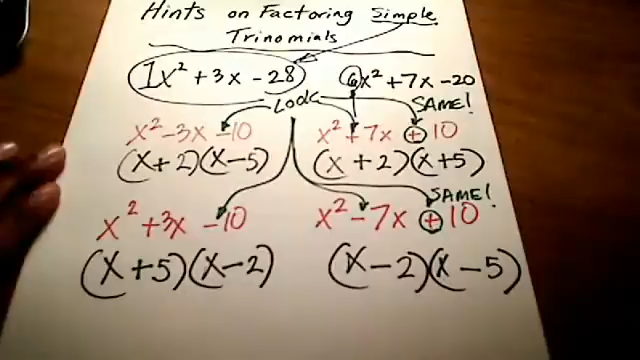 Hints on Factoring Simple
Trinomials
1x² + 3x - 28 6x² + 7x - 20
LOOK SAME!
x² - 3x - 10 x² + 7x + 10
(x + 2)(x - 5) (x + 2)(x + 5)
SAME!
x² + 3x - 10 x² - 7x + 10
(x + 5)(x - 2) (x - 2)(x - 5)